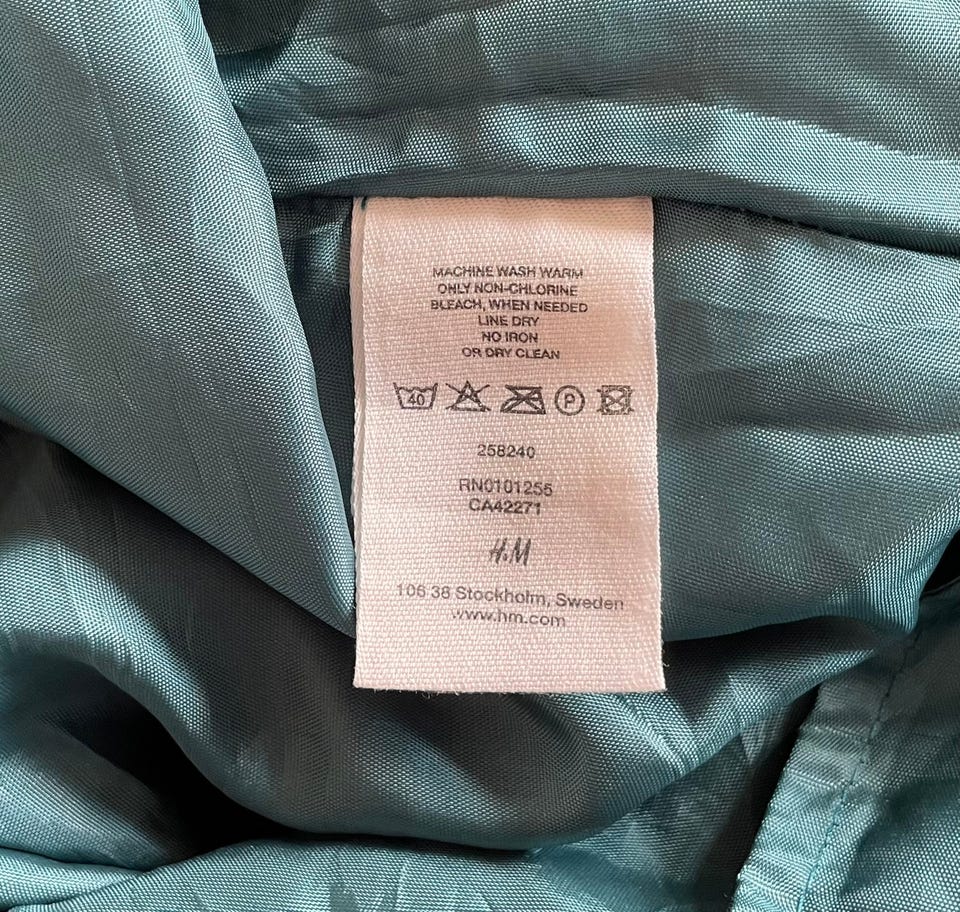 MACHINE WASH WARM
ONLY NON-CHLORINE
BLEACH, WHEN NEEDED
LINE DRY
NO IRON
OR DRY CLEAN
40 P
258240
RN0101255
CA42271
H&M
106 38 Stockholm, Sweden
www.hm.com